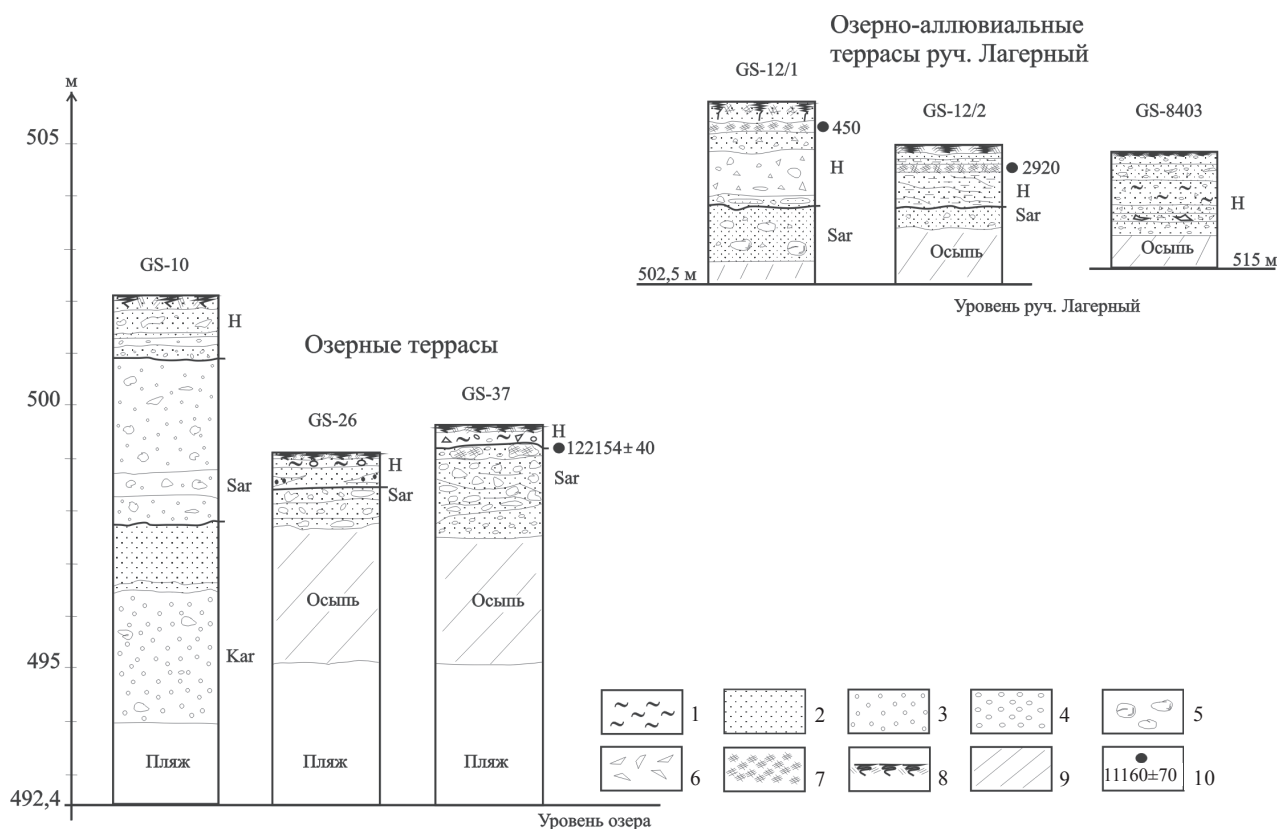 Озерно-аллювиальные
террасы руч. Лагерный
м
505
500
495
492,4
GS-12/1
450
H
Sar
502,5 м
GS-12/2
2920
H
Sar
Осыпь
GS-8403
H
Осыпь
515 м
Уровень руч. Лагерный
Озерные террасы
GS-10
H
Sar
Kar
Пляж
GS-26
H
Sar
Осыпь
Пляж
GS-37
H
122154±40
Sar
Осыпь
Пляж
Уровень озера
1
2
3
4
5
6
7
8
9
11160±70 10